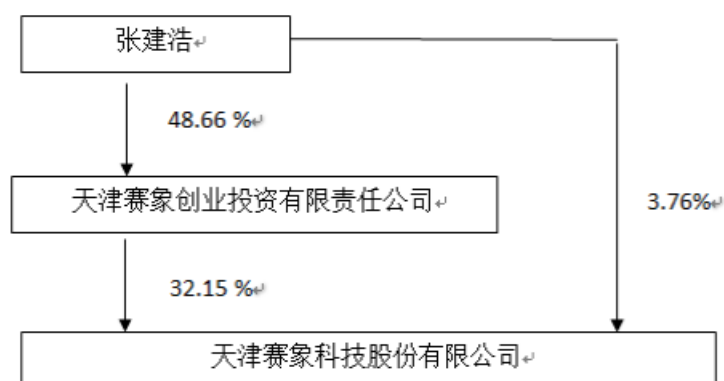 张建浩
48.66 %
天津赛象创业投资有限责任公司
3.76%
32.15 %
天津赛象科技股份有限公司